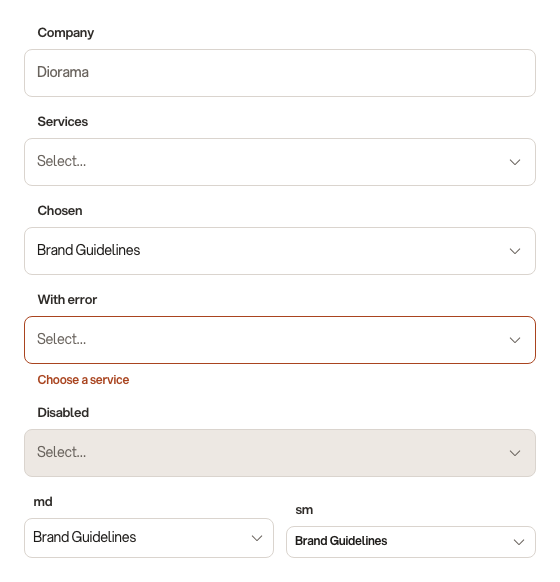 Company
Diorama
Services
Select...
Chosen
Brand Guidelines
With error
Select...
Choose a service
Disabled
Select...
md
Brand Guidelines
sm
Brand Guidelines